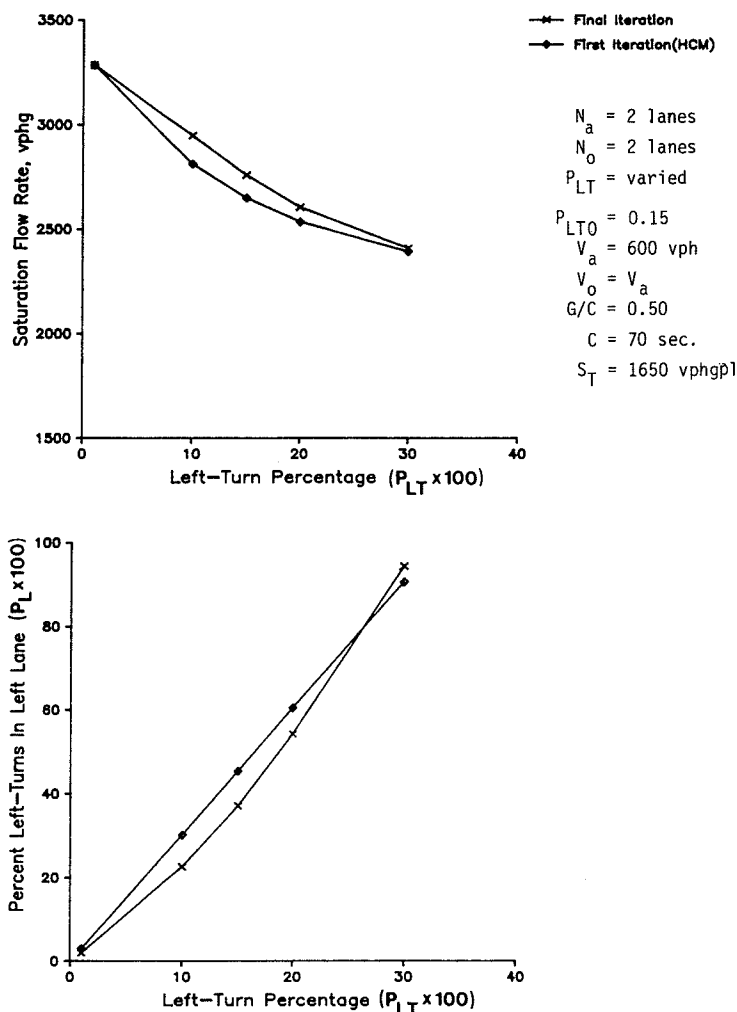 3500
3000
2500
2000
1500
0
10
20
30
40
Saturation Flow Rate, vphg
Left-Turn Percentage (PLT x100)
Final Iteration
First Iteration(HCM)
Na = 2 lanes
No = 2 lanes
PLT = varied
PLTO = 0.15
Va = 600 vph
Vo = Va
G/C = 0.50
C = 70 sec.
ST = 1650 vphgpl
100
80
60
40
20
0
0
10
20
30
40
Percent Left-Turns In Left Lane (PL x100)
Left-Turn Percentage (PLT x100)